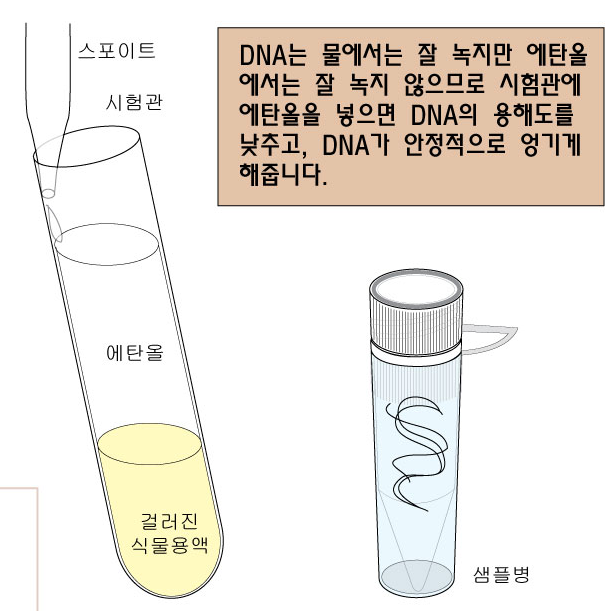 스포이트
시험관
DNA는 물에서는 잘 녹지만 에탄올
에서는 잘 녹지 않으므로 시험관에
에탄올을 넣으면 DNA의 용해도를
낮추고, DNA가 안정적으로 엉기게
해줍니다.
에탄올
걸러진
식물용액
샘플병